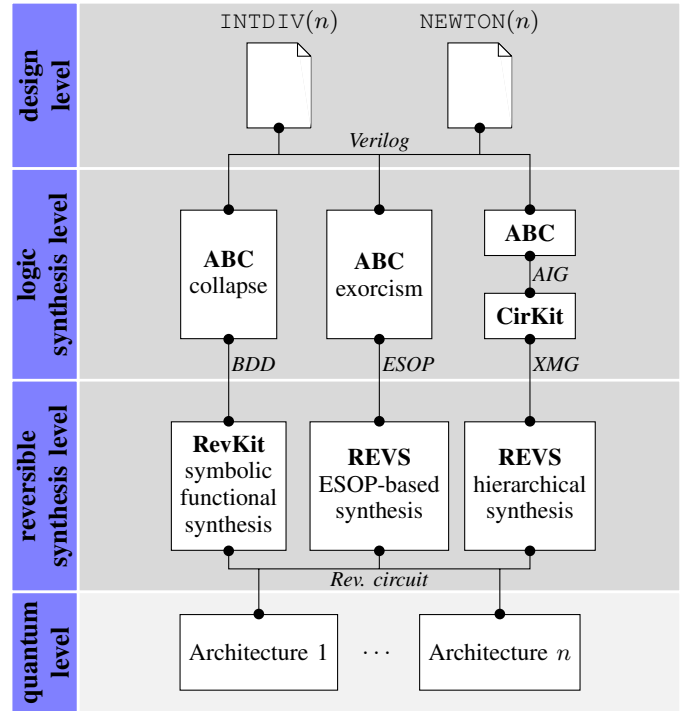 INTDIV(n)
NEWTON(n)
design
level
Verilog
logic
synthesis level
ABC
collapse
ABC
exorcism
ABC
AIG
CirKit
BDD
ESOP
XMG
reversible
synthesis level
RevKit
symbolic
functional
synthesis
REVS
ESOP-based
synthesis
REVS
hierarchical
synthesis
Rev. circuit
quantum
level
Architecture 1
···
Architecture n